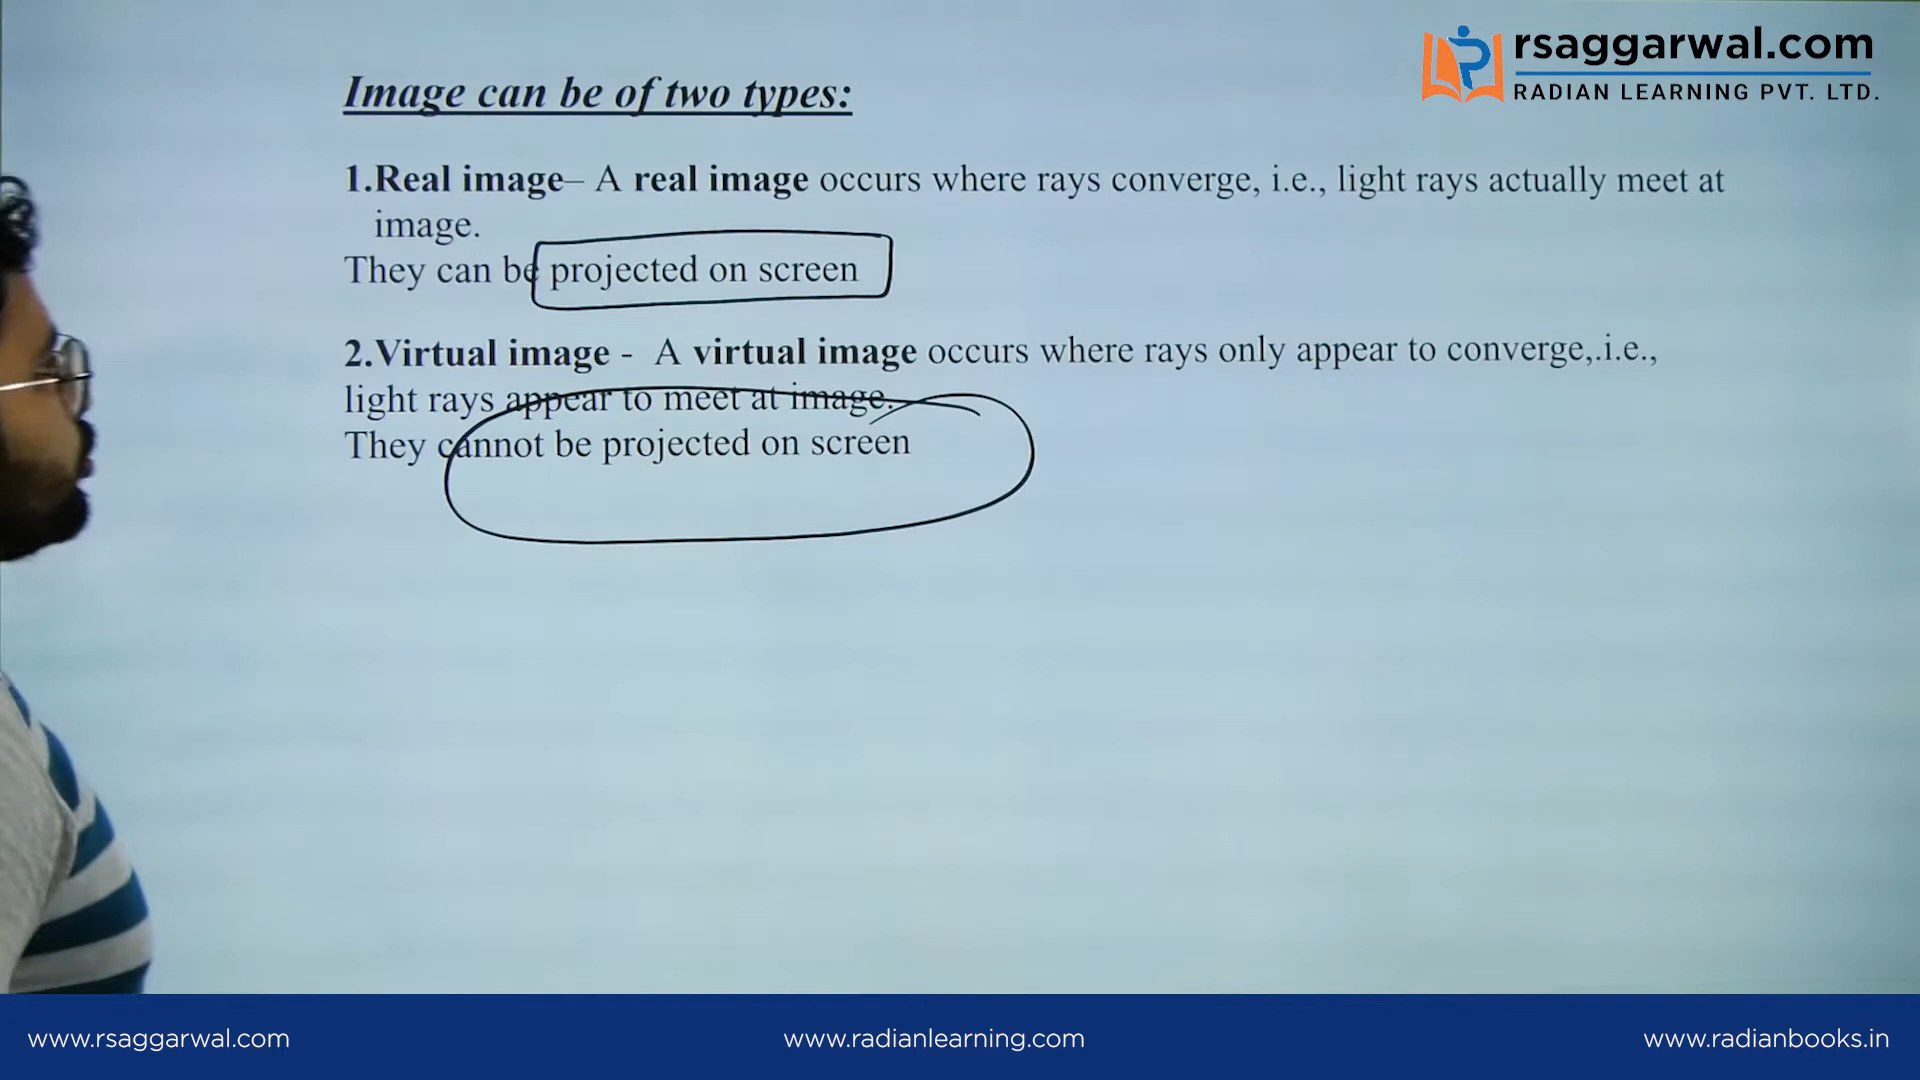 rsaggarwal.com
RADIAN LEARNING PVT. LTD.
Image can be of two types:
1.Real image– A real image occurs where rays converge, i.e., light rays actually meet at
image.
They can be projected on screen
2.Virtual image - A virtual image occurs where rays only appear to converge,.i.e.,
light rays appear to meet at image.
They cannot be projected on screen
www.rsaggarwal.com
www.radianlearning.com
www.radianbooks.in